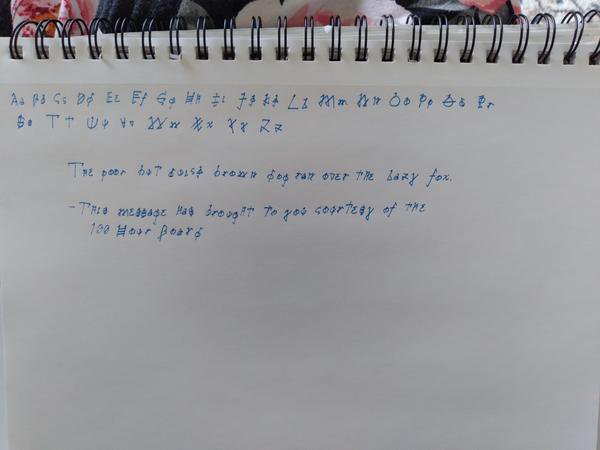 Aa Bb Cc Dd Ee Ff Gg Hh Ii Jj Kk Ll Mm Nn Oo Pp Qq Rr
Ss Tt Uu Vv Ww Xx Yy Zz
The poor but quick brown dog ran over the lazy fox.
-This message was brought to you courtesy of the
100 Hour Board